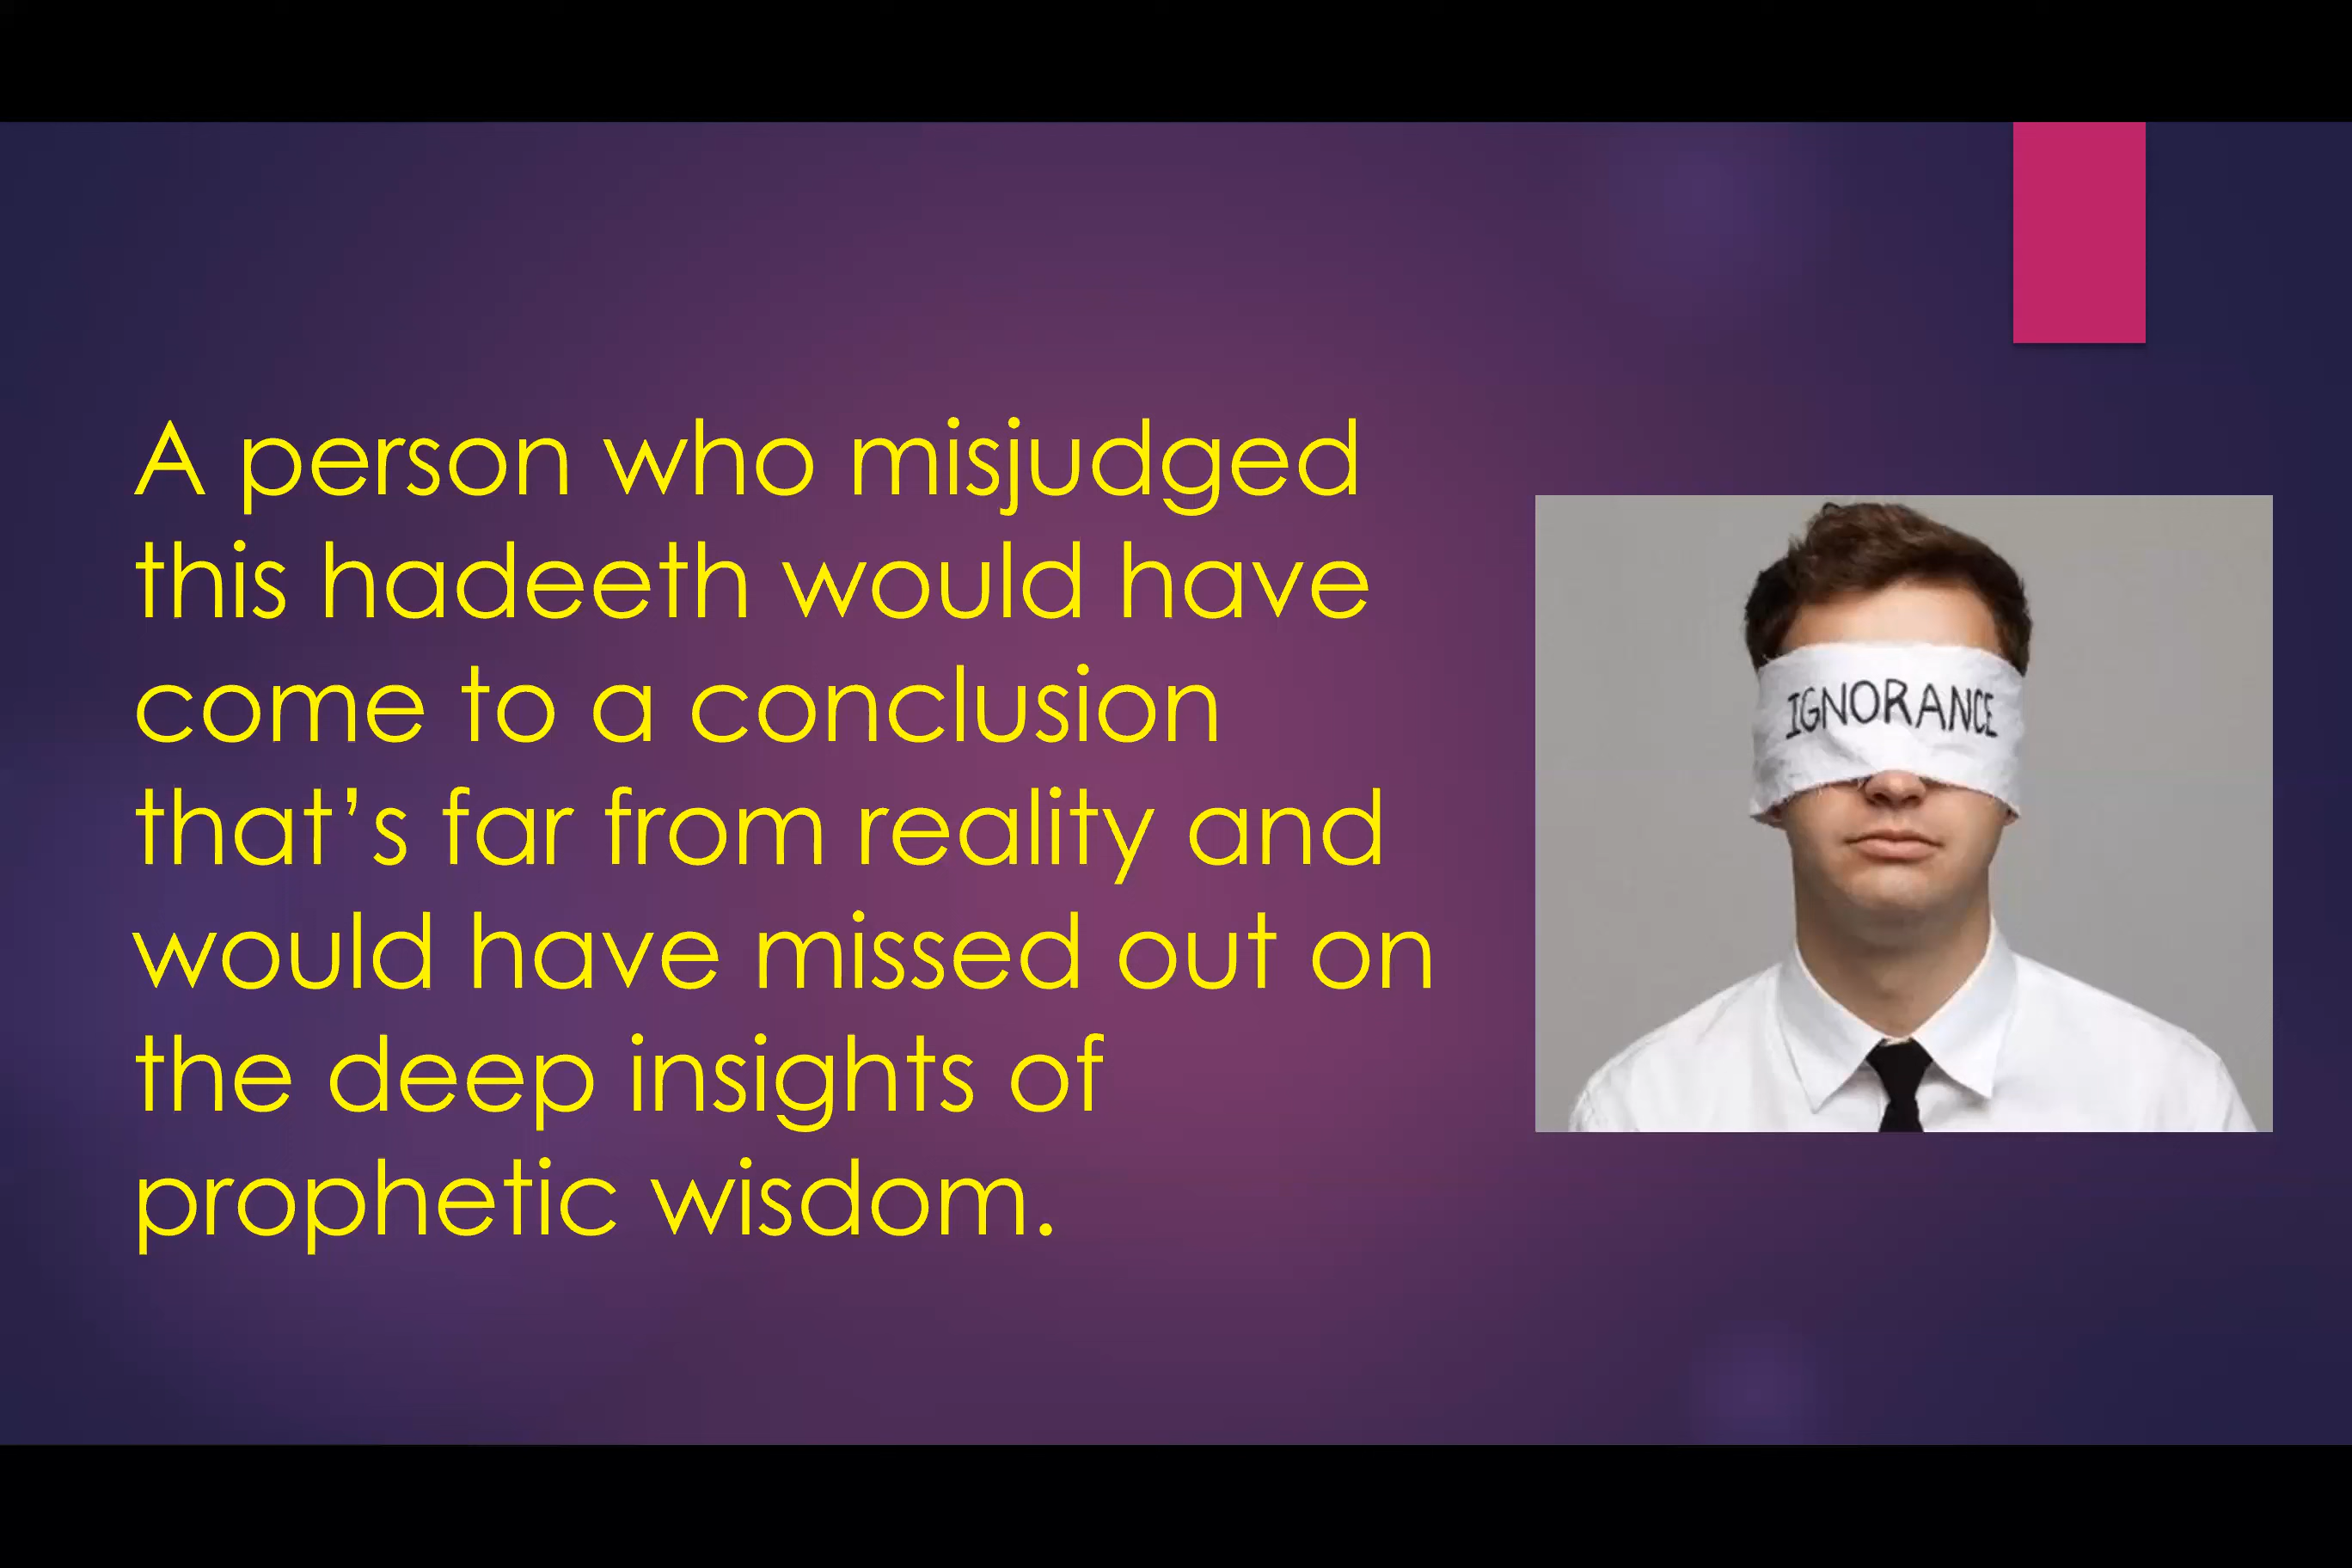 A person who misjudged
this hadeeth would have
come to a conclusion
that’s far from reality and
would have missed out on
the deep insights of
prophetic wisdom.
IGNORANCE